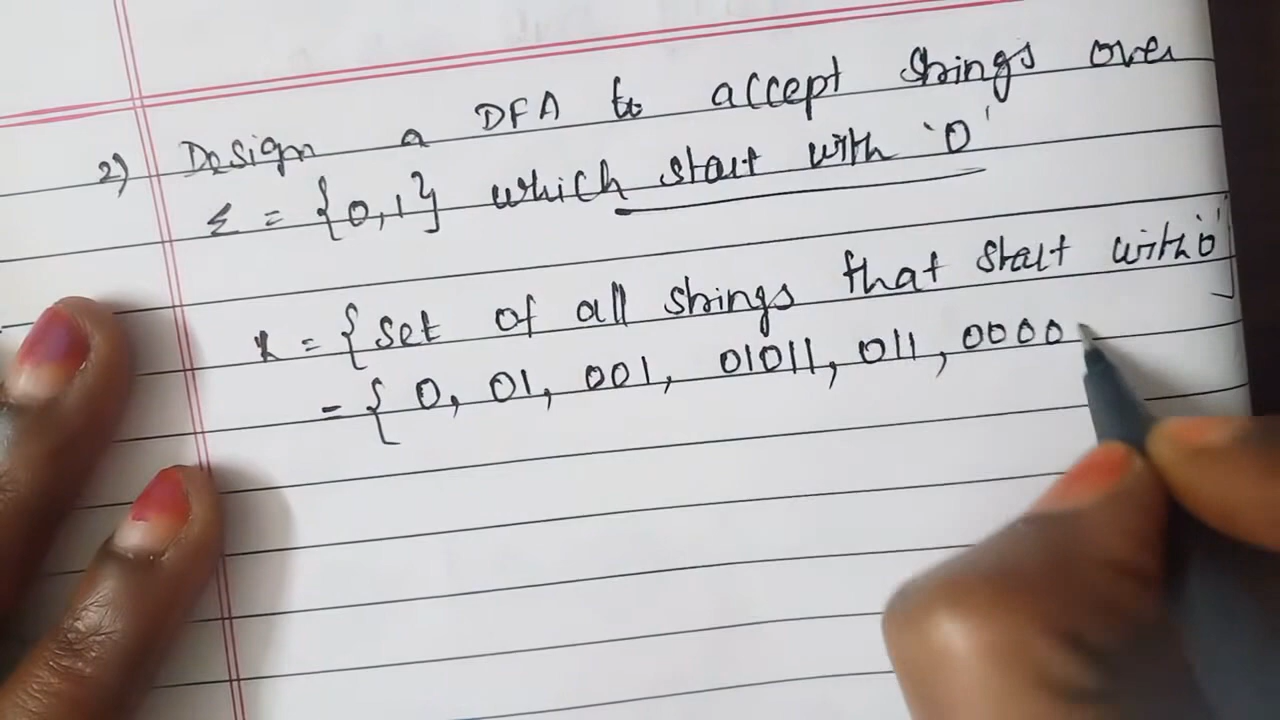 2) Design a DFA to accept strings over
Σ = {0,1} which start with '0'
L = {set of all strings that start with '0'}
= { 0, 01, 001, 01011, 011, 0000